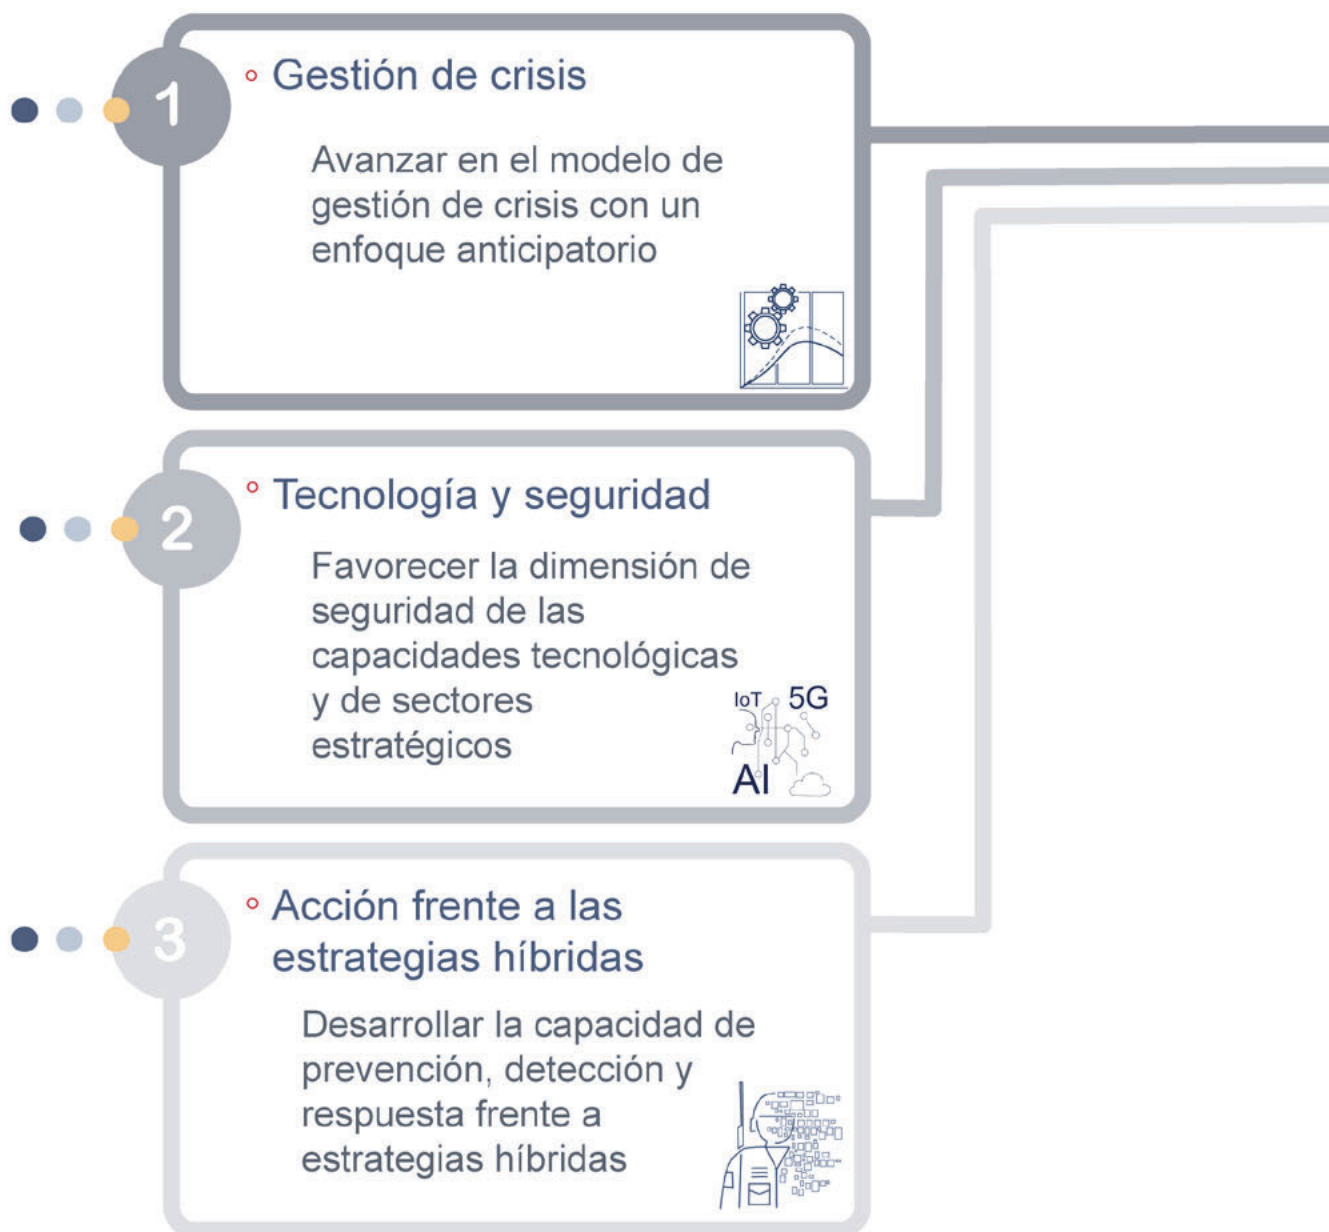 1
Gestión de crisis
Avanzar en el modelo de
gestión de crisis con un
enfoque anticipatorio
2
Tecnología y seguridad
Favorecer la dimensión de
seguridad de las
capacidades tecnológicas
y de sectores
estratégicos
IoT 5G
AI
3
Acción frente a las
estrategias híbridas
Desarrollar la capacidad de
prevención, detección y
respuesta frente a
estrategias híbridas